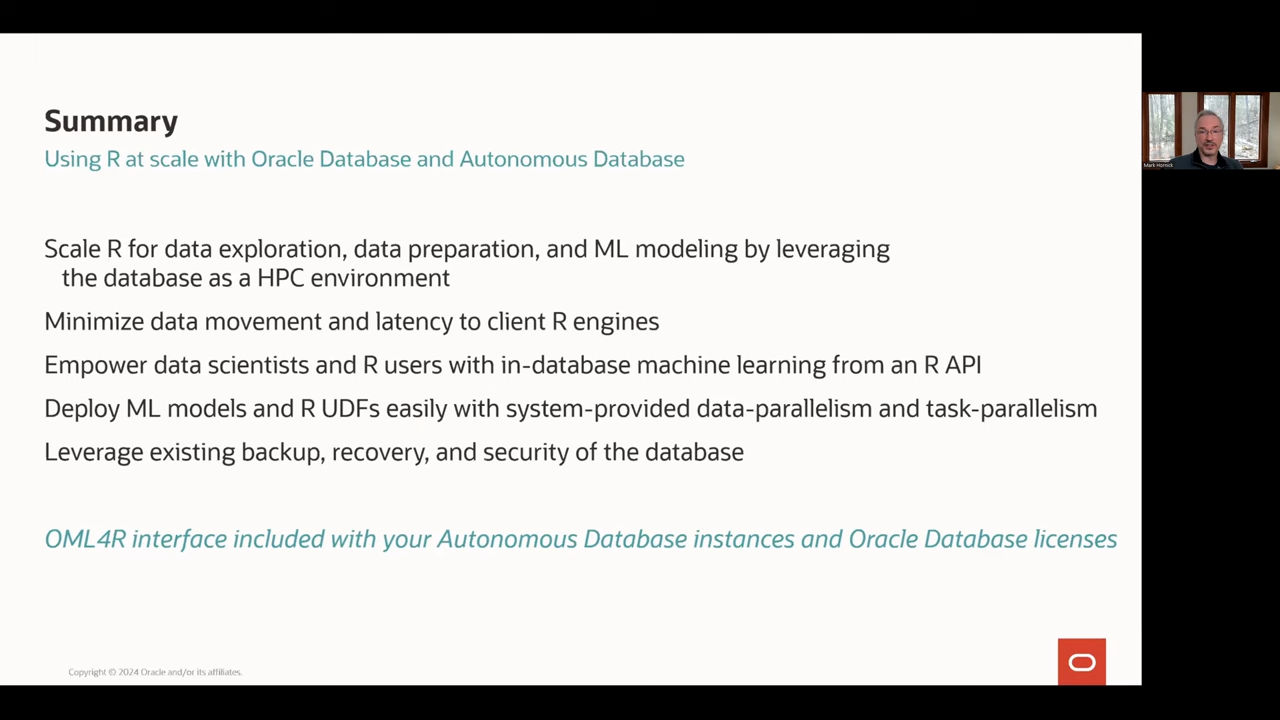 Summary
Using R at scale with Oracle Database and Autonomous Database
Scale R for data exploration, data preparation, and ML modeling by leveraging
the database as a HPC environment
Minimize data movement and latency to client R engines
Empower data scientists and R users with in-database machine learning from an R API
Deploy ML models and R UDFs easily with system-provided data-parallelism and task-parallelism
Leverage existing backup, recovery, and security of the database
OML4R interface included with your Autonomous Database instances and Oracle Database licenses
Copyright © 2024 Oracle and/or its affiliates.
Mark Hornick